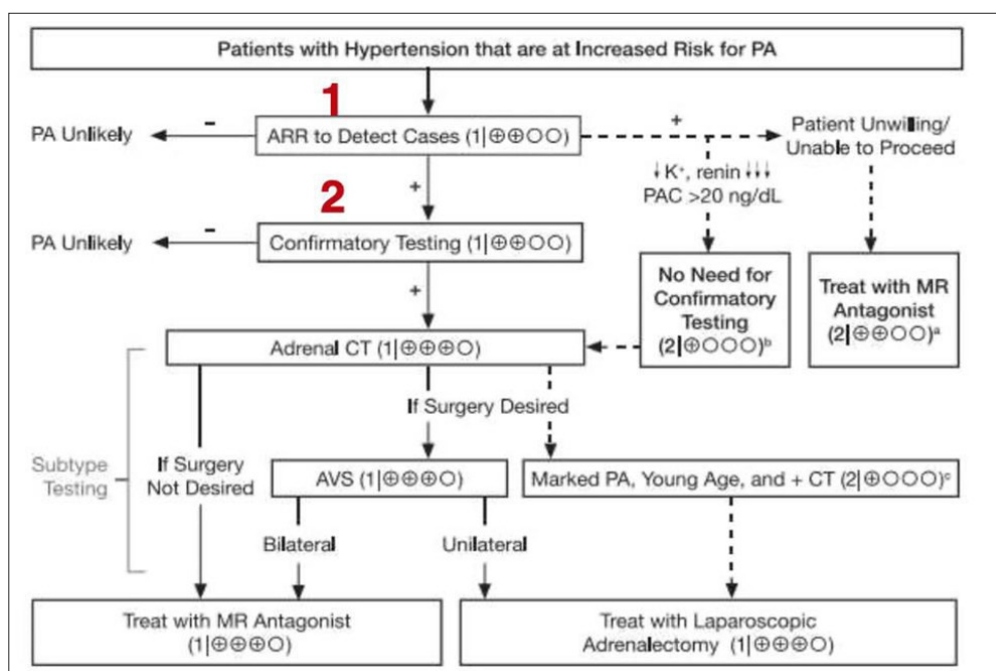 Patients with Hypertension that are at Increased Risk for PA
1
PA Unlikely
–
ARR to Detect Cases (1|⊕⊕○○)
+
Patient Unwilling/
Unable to Proceed
↓K⁺, renin ↓↓↓
PAC >20 ng/dL
+
2
PA Unlikely
–
Confirmatory Testing (1|⊕⊕○○)
No Need for
Confirmatory
Testing
(2|⊕○○○)ᵇ
Treat with MR
Antagonist
(2|⊕⊕○○)ᵃ
+
Adrenal CT (1|⊕⊕⊕○)
If Surgery Desired
Subtype
Testing
If Surgery
Not Desired
AVS (1|⊕⊕⊕○)
Marked PA, Young Age, and + CT (2|⊕○○○)ᶜ
Bilateral
Unilateral
Treat with MR Antagonist
(1|⊕⊕⊕○)
Treat with Laparoscopic
Adrenalectomy (1|⊕⊕⊕○)